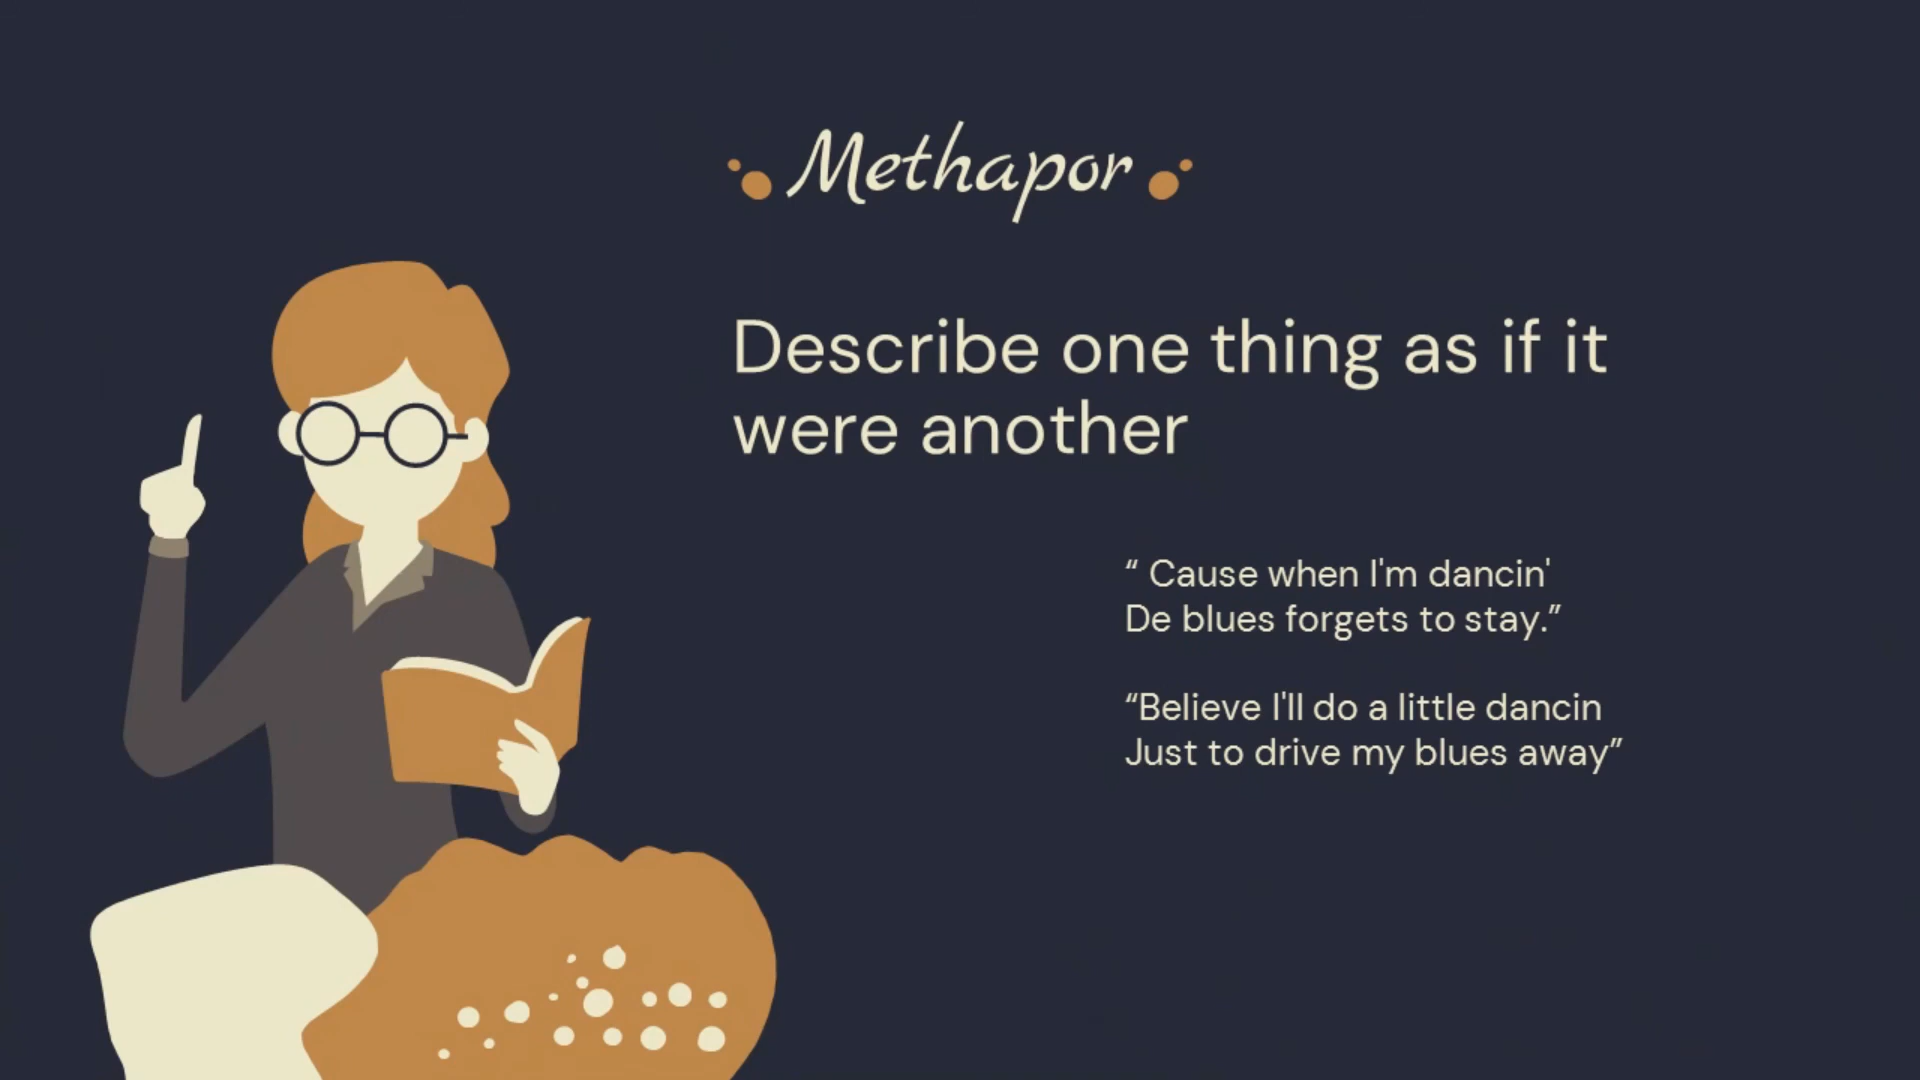 Methapor
Describe one thing as if it
were another
“ Cause when I'm dancin'
De blues forgets to stay.”
“Believe I'll do a little dancin
Just to drive my blues away”